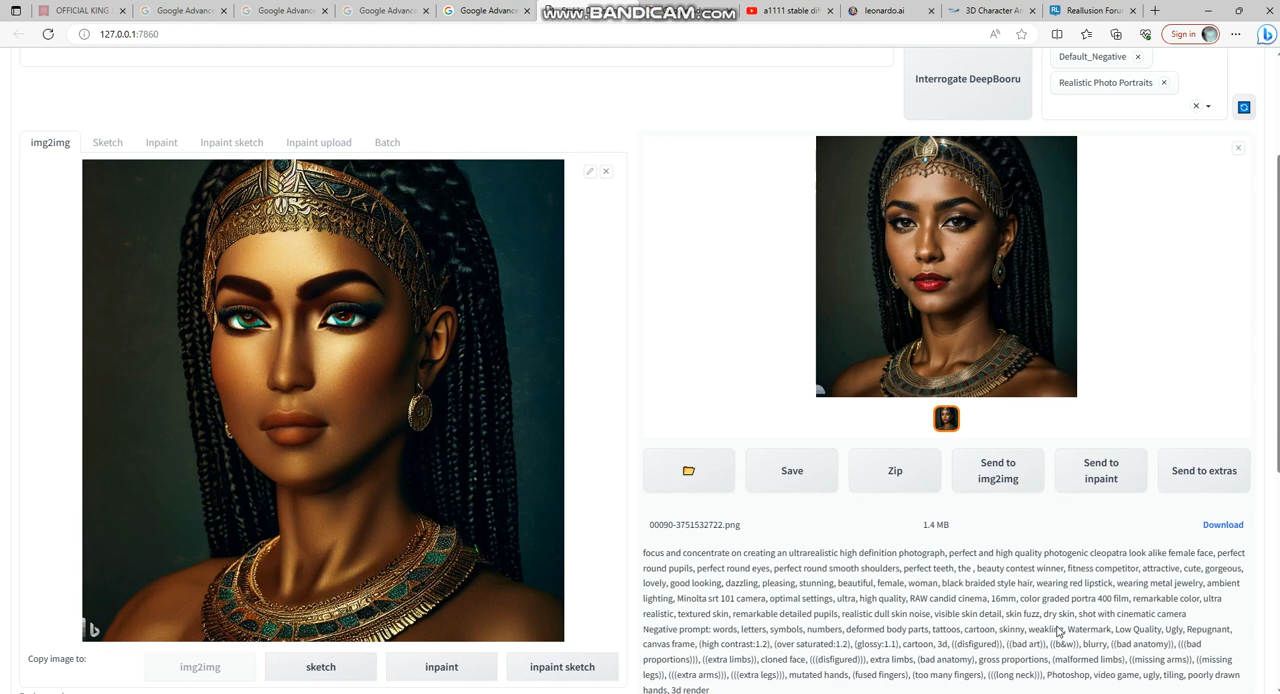 OFFICIAL KING
Google Advance
Google Advance
Google Advance
Google Advance
www.BANDICAM.com
a1111 stable dif
leonardo.ai
3D Character An
Reallusion Foru
127.0.0.1:7860
Sign in
Interrogate DeepBooru
Default_Negative
Realistic Photo Portraits
img2img
Sketch
Inpaint
Inpaint sketch
Inpaint upload
Batch
Copy image to:
img2img
sketch
inpaint
inpaint sketch
Save
Zip
Send to
img2img
Send to
inpaint
Send to extras
00090-3751532722.png
1.4 MB
Download
focus and concentrate on creating an ultrarealistic high definition photograph, perfect and high quality photogenic cleopatra look alike female face, perfect
round pupils, perfect round eyes, perfect round smooth shoulders, perfect teeth, the , beauty contest winner, fitness competitor, attractive, cute, gorgeous,
lovely, good looking, dazzling, pleasing, stunning, beautiful, female, woman, black braided style hair, wearing red lipstick, wearing metal jewelry, ambient
lighting, Minolta srt 101 camera, optimal settings, ultra, high quality, RAW candid cinema, 16mm, color graded portra 400 film, remarkable color, ultra
realistic, textured skin, remarkable detailed pupils, realistic dull skin noise, visible skin detail, skin fuzz, dry skin, shot with cinematic camera
Negative prompt: words, letters, symbols, numbers, deformed body parts, tattoos, cartoon, skinny, weakling, Watermark, Low Quality, Ugly, Repugnant,
canvas frame, (high contrast:1.2), (over saturated:1.2), (glossy:1.1), cartoon, 3d, ((disfigured)), ((bad art)), ((b&w)), blurry, ((bad anatomy)), (((bad
proportions))), ((extra limbs)), cloned face, (((disfigured))), extra limbs, (bad anatomy), gross proportions, (malformed limbs), ((missing arms)), ((missing
legs)), (((extra arms))), (((extra legs))), mutated hands, (fused fingers), (too many fingers), (((long neck))), Photoshop, video game, ugly, tiling, poorly drawn
hands, 3d render